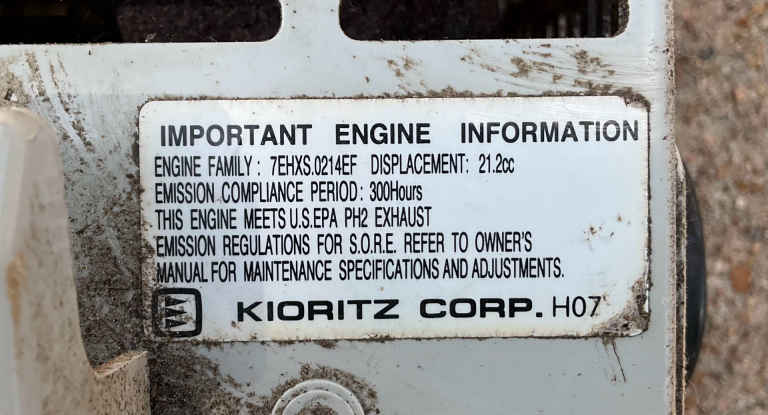 IMPORTANT ENGINE INFORMATION
ENGINE FAMILY : 7EHXS.0214EF DISPLACEMENT: 21.2cc
EMISSION COMPLIANCE PERIOD : 300Hours
THIS ENGINE MEETS U.S.EPA PH2 EXHAUST
EMISSION REGULATIONS FOR S.O.R.E. REFER TO OWNER'S
MANUAL FOR MAINTENANCE SPECIFICATIONS AND ADJUSTMENTS.
KIORITZ CORP. H07